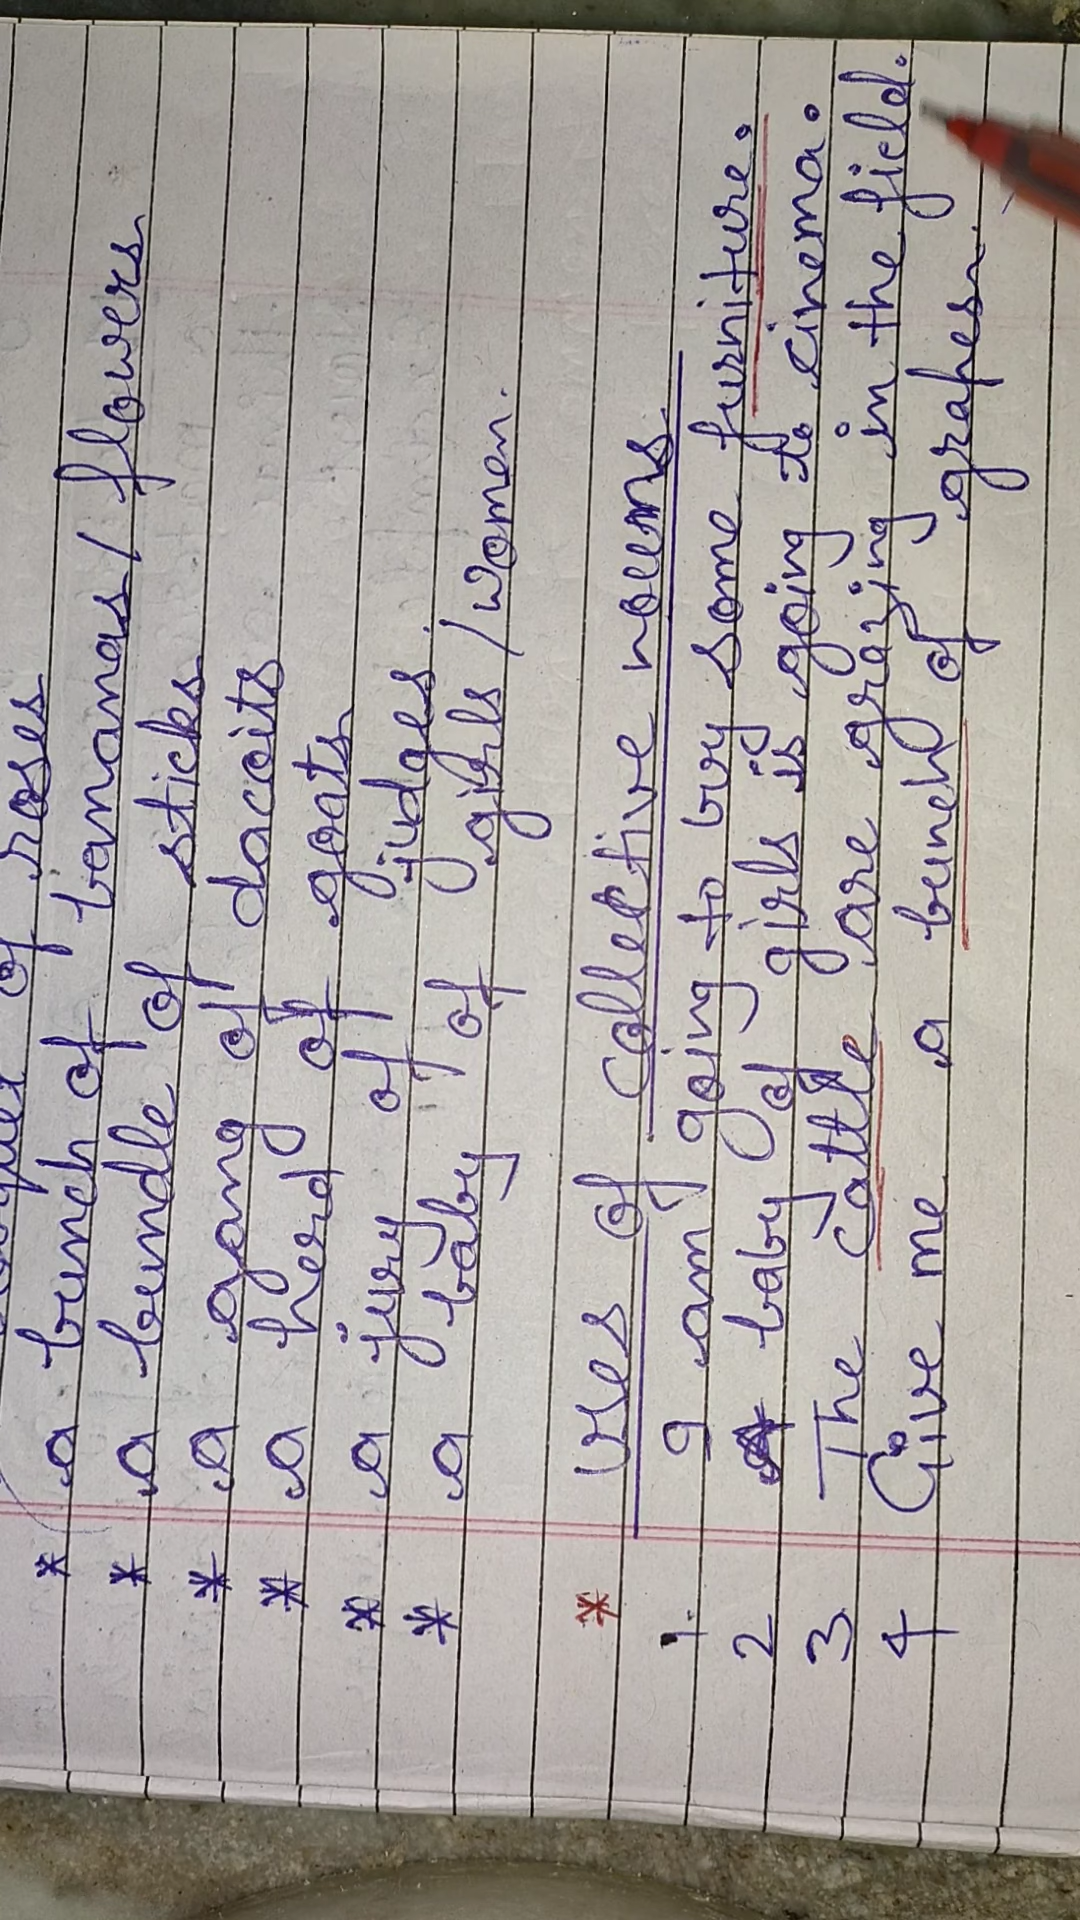 of roses
* a bunch of bananas / flowers
* a bundle of sticks
* a gang of dacoits
* a herd of goats
* a jury of judges
* a baby of girls / women.
* Uses of Collective nouns
1. I am going to buy some furniture.
2 A baby of girls is going to cinema.
3 The cattle are grazing in the field.
4 Give me a bunch of grapes.